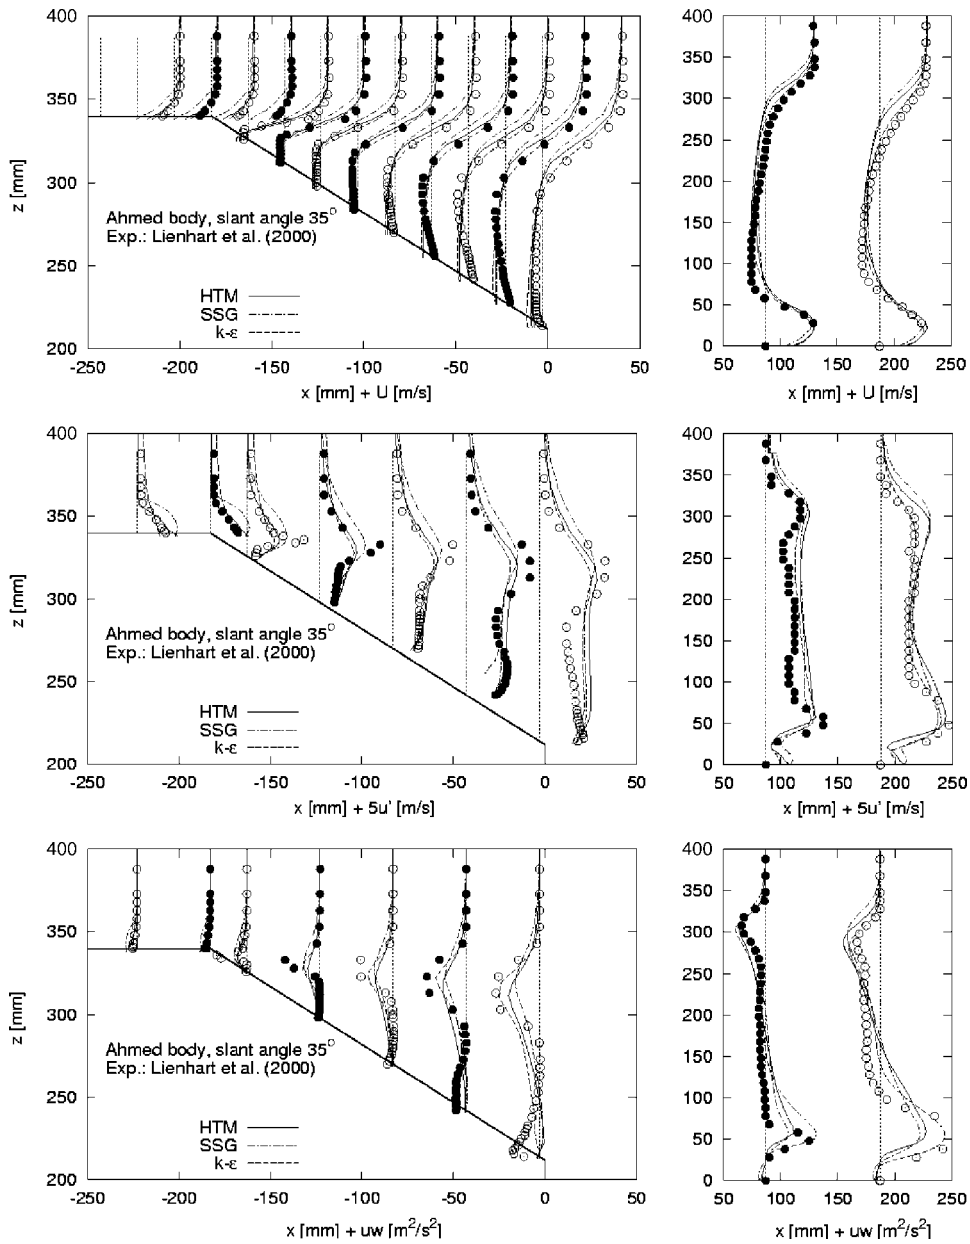 400
350
300
250
200
z [mm]
Ahmed body, slant angle 35°
Exp.: Lienhart et al. (2000)
HTM
SSG
k-ε
-250 -200 -150 -100 -50 0 50
x [mm] + U [m/s]
400
350
300
250
200
150
100
50
0
50 100 150 200 250
x [mm] + U [m/s]
400
350
300
250
200
z [mm]
Ahmed body, slant angle 35°
Exp.: Lienhart et al. (2000)
HTM
SSG
k-ε
-250 -200 -150 -100 -50 0 50
x [mm] + 5u' [m/s]
400
350
300
250
200
150
100
50
0
50 100 150 200 250
x [mm] + 5u' [m/s]
400
350
300
250
200
z [mm]
Ahmed body, slant angle 35°
Exp.: Lienhart et al. (2000)
HTM
SSG
k-ε
-250 -200 -150 -100 -50 0 50
x [mm] + uw [m²/s²]
400
350
300
250
200
150
100
50
0
50 100 150 200 250
x [mm] + uw [m²/s²]